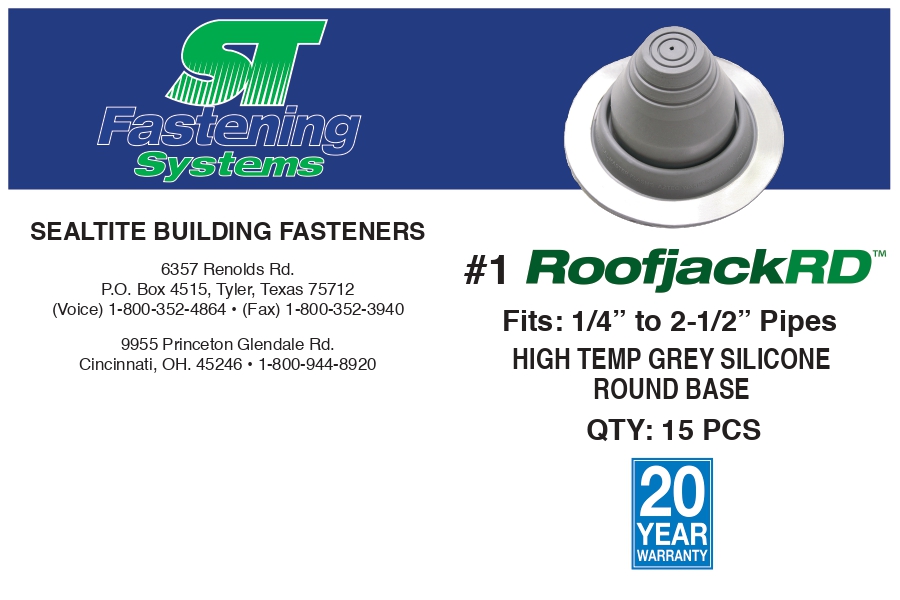 ST
Fastening
Systems
SEALTITE BUILDING FASTENERS
6357 Renolds Rd.
P.O. Box 4515, Tyler, Texas 75712
(Voice) 1-800-352-4864 • (Fax) 1-800-352-3940
9955 Princeton Glendale Rd.
Cincinnati, OH. 45246 • 1-800-944-8920
#1 RoofjackRD™
Fits: 1/4” to 2-1/2” Pipes
HIGH TEMP GREY SILICONE
ROUND BASE
QTY: 15 PCS
20
YEAR
WARRANTY